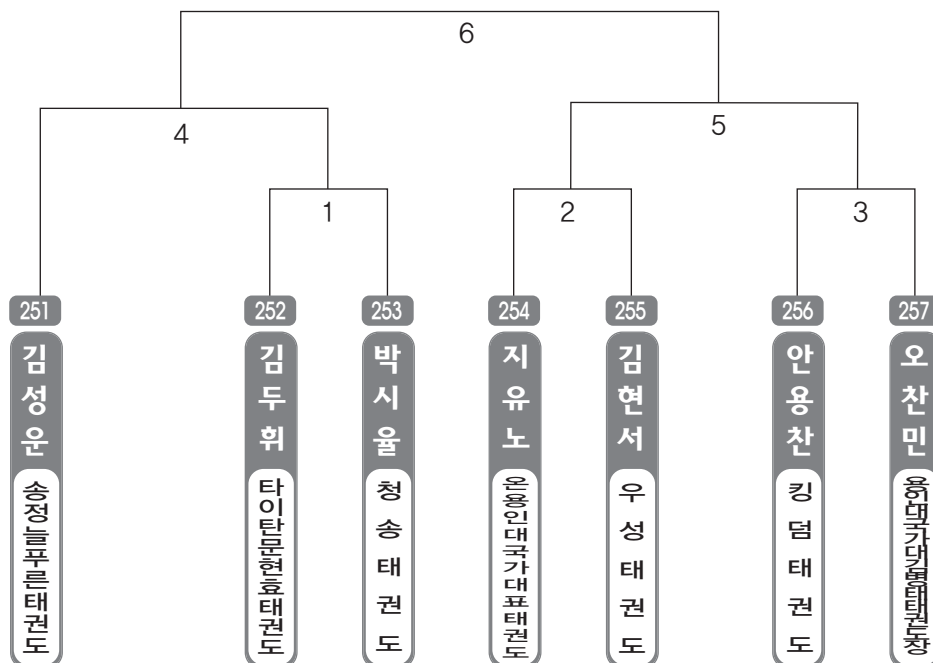 6
4
5
1
2
3
251
252
253
254
255
256
257
김성운
김두휘
박시율
지유노
김현서
안용찬
오찬민
송정늘푸른태권도
타이탄문현효태권도
청송태권도
온용인대국가대표태권도
우성태권도
킹덤태권도